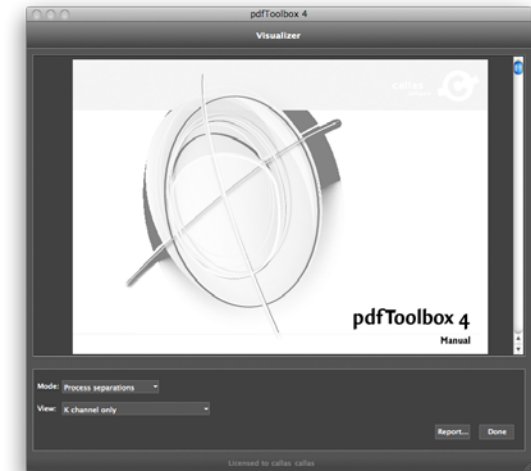 pdfToolbox 4
Visualizer
callas
pdfToolbox 4
Manual
Mode: Process separations
View: K channel only
Report... Done
Licensed to callas callas